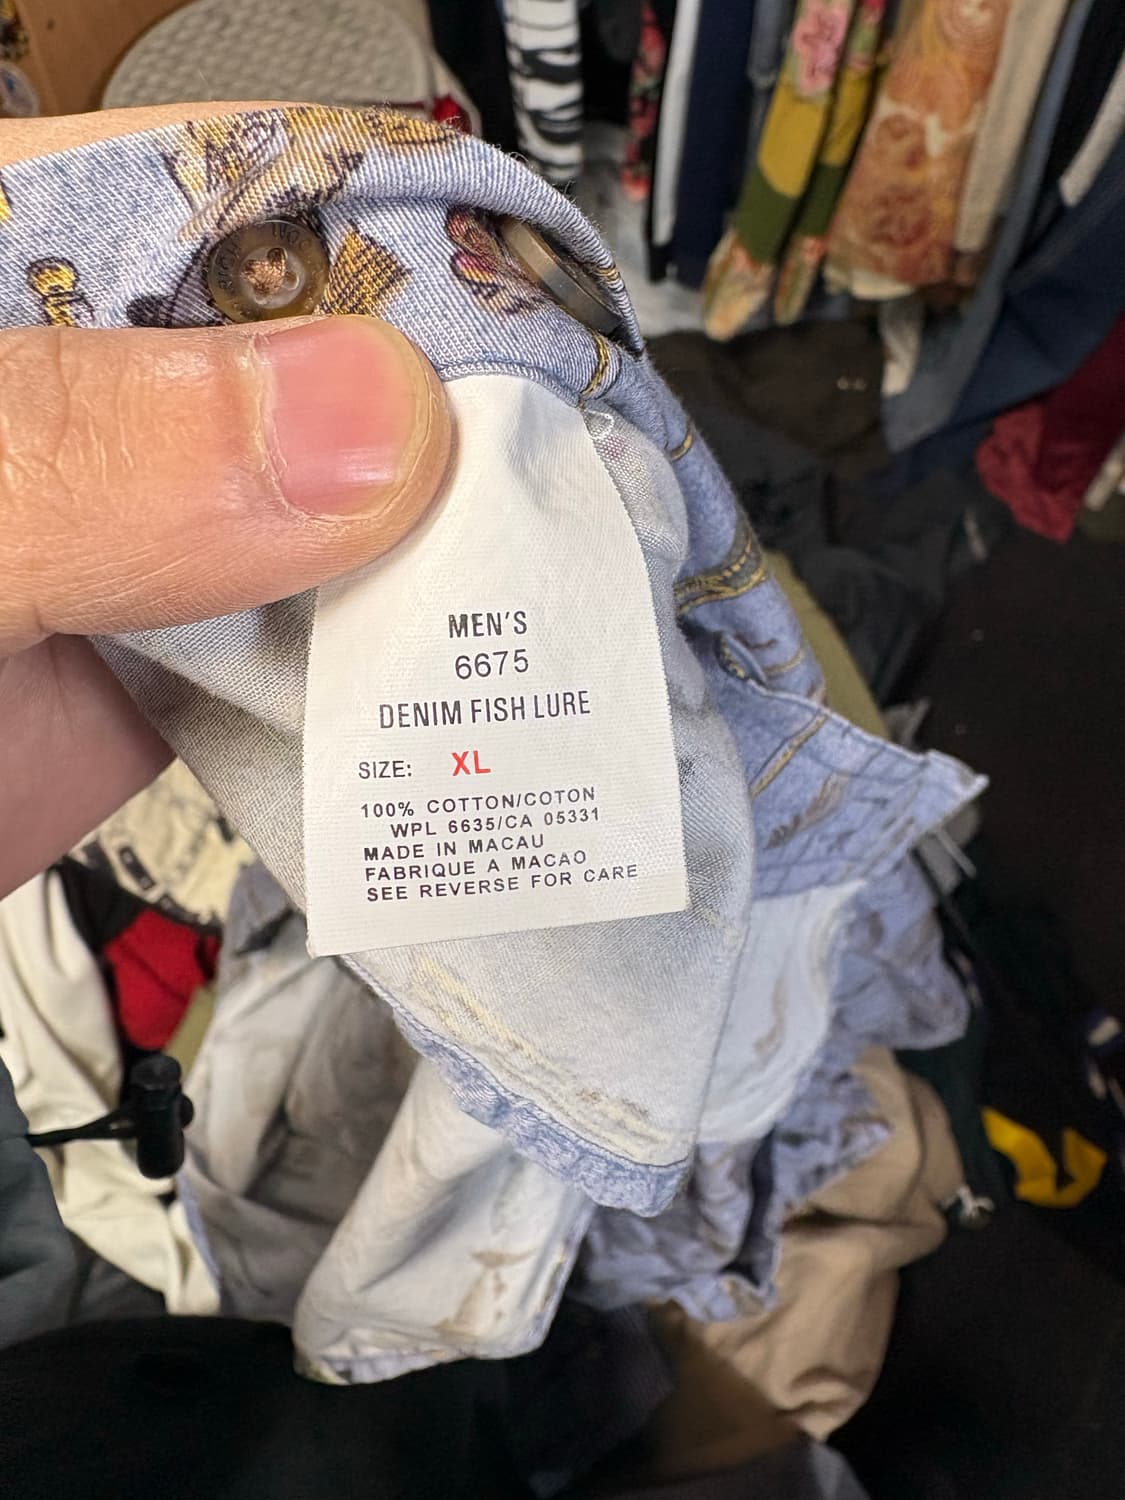 MEN'S
6675
DENIM FISH LURE
SIZE: XL
100% COTTON/COTON
WPL 6635/CA 05331
MADE IN MACAU
FABRIQUE A MACAO
SEE REVERSE FOR CARE